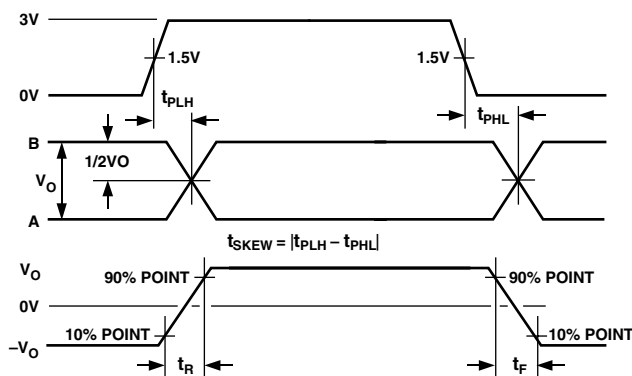 3V
1.5V
1.5V
0V
tPLH
tPHL
B
1/2VO
VO
A
tSKEW = |tPLH – tPHL|
VO
90% POINT
90% POINT
0V
10% POINT
10% POINT
–VO
tR
tF